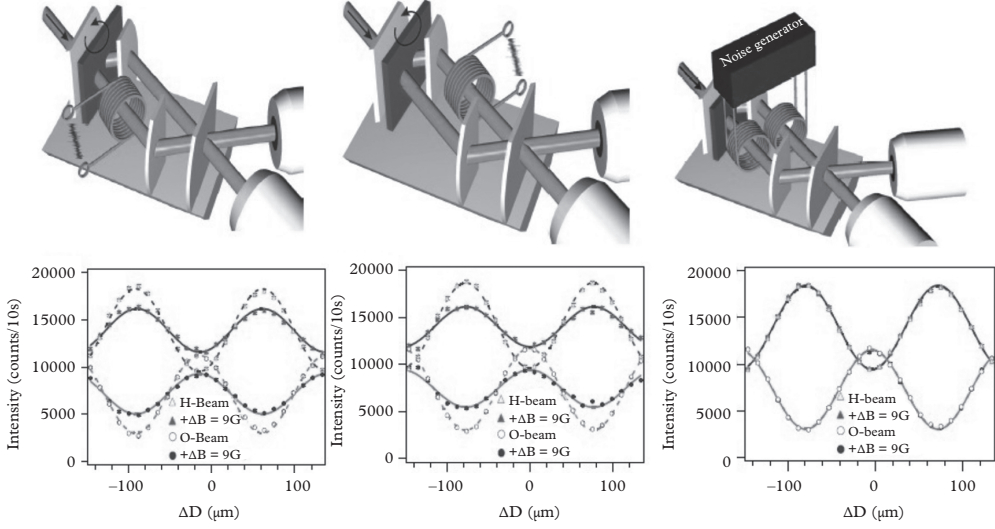 Noise generator
Intensity (counts/10s)
20000
15000
10000
5000
0
H-Beam
+ΔB = 9G
O-Beam
+ΔB = 9G
−100
0
100
ΔD (μm)
Intensity (counts/10s)
20000
15000
10000
5000
0
H-beam
+ΔB = 9G
O-beam
+ΔB = 9G
−100
0
100
ΔD (μm)
Intensity (counts/10s)
20000
15000
10000
5000
0
H-beam
+ΔB = 9G
O-beam
+ΔB = 9G
−100
0
100
ΔD (μm)